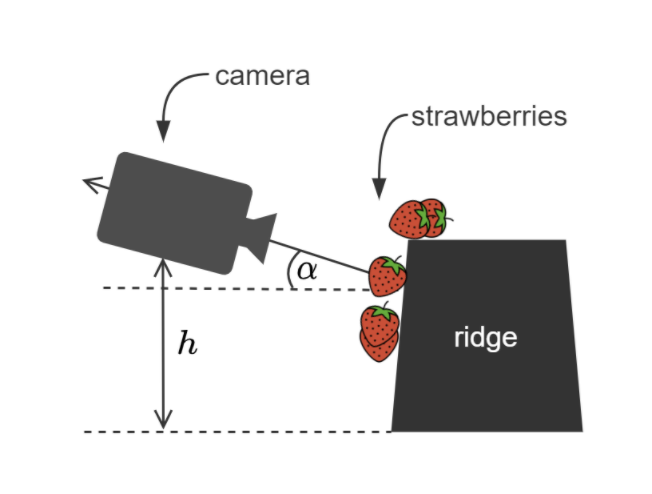 camera
strawberries
α
h
ridge